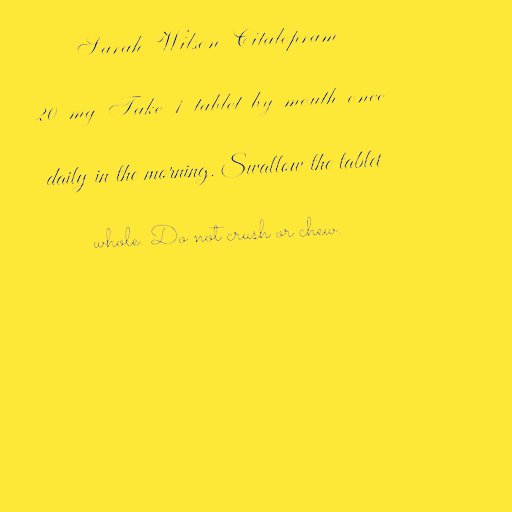 Sarah Wilson Citalopram
20 mg Take 1 tablet by mouth once
daily in the morning. Swallow the tablet
whole. Do not crush or chew.